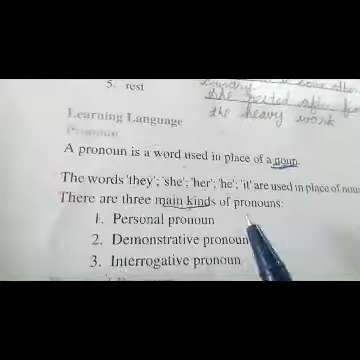 5. rest
country.
she rested after
the heavy work
Learning Language
Pronoun
A pronoun is a word used in place of a noun.
The words 'they'; 'she'; 'her'; 'he'; 'it' are used in place of noun
There are three main kinds of pronouns:
1. Personal pronoun
2. Demonstrative pronoun
3. Interrogative pronoun